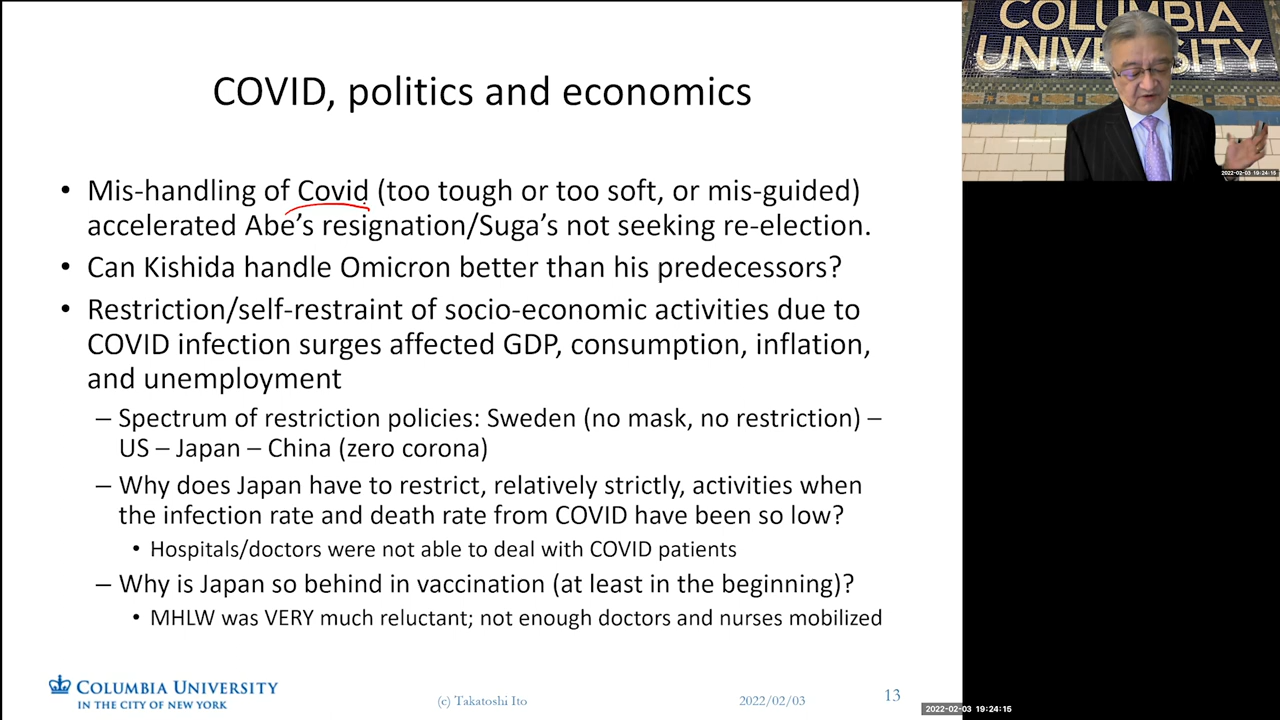 COVID, politics and economics
• Mis-handling of Covid (too tough or too soft, or mis-guided)
accelerated Abe's resignation/Suga's not seeking re-election.
• Can Kishida handle Omicron better than his predecessors?
• Restriction/self-restraint of socio-economic activities due to
COVID infection surges affected GDP, consumption, inflation,
and unemployment
– Spectrum of restriction policies: Sweden (no mask, no restriction) –
US – Japan – China (zero corona)
– Why does Japan have to restrict, relatively strictly, activities when
the infection rate and death rate from COVID have been so low?
• Hospitals/doctors were not able to deal with COVID patients
– Why is Japan so behind in vaccination (at least in the beginning)?
• MHLW was VERY much reluctant; not enough doctors and nurses mobilized
COLUMBIA UNIVERSITY
IN THE CITY OF NEW YORK
(c) Takatoshi Ito
2022/02/03
13
COLUMBIA
UNIVERSITY
2022-02-03 19:24:15
2022-02-03 19:24:15